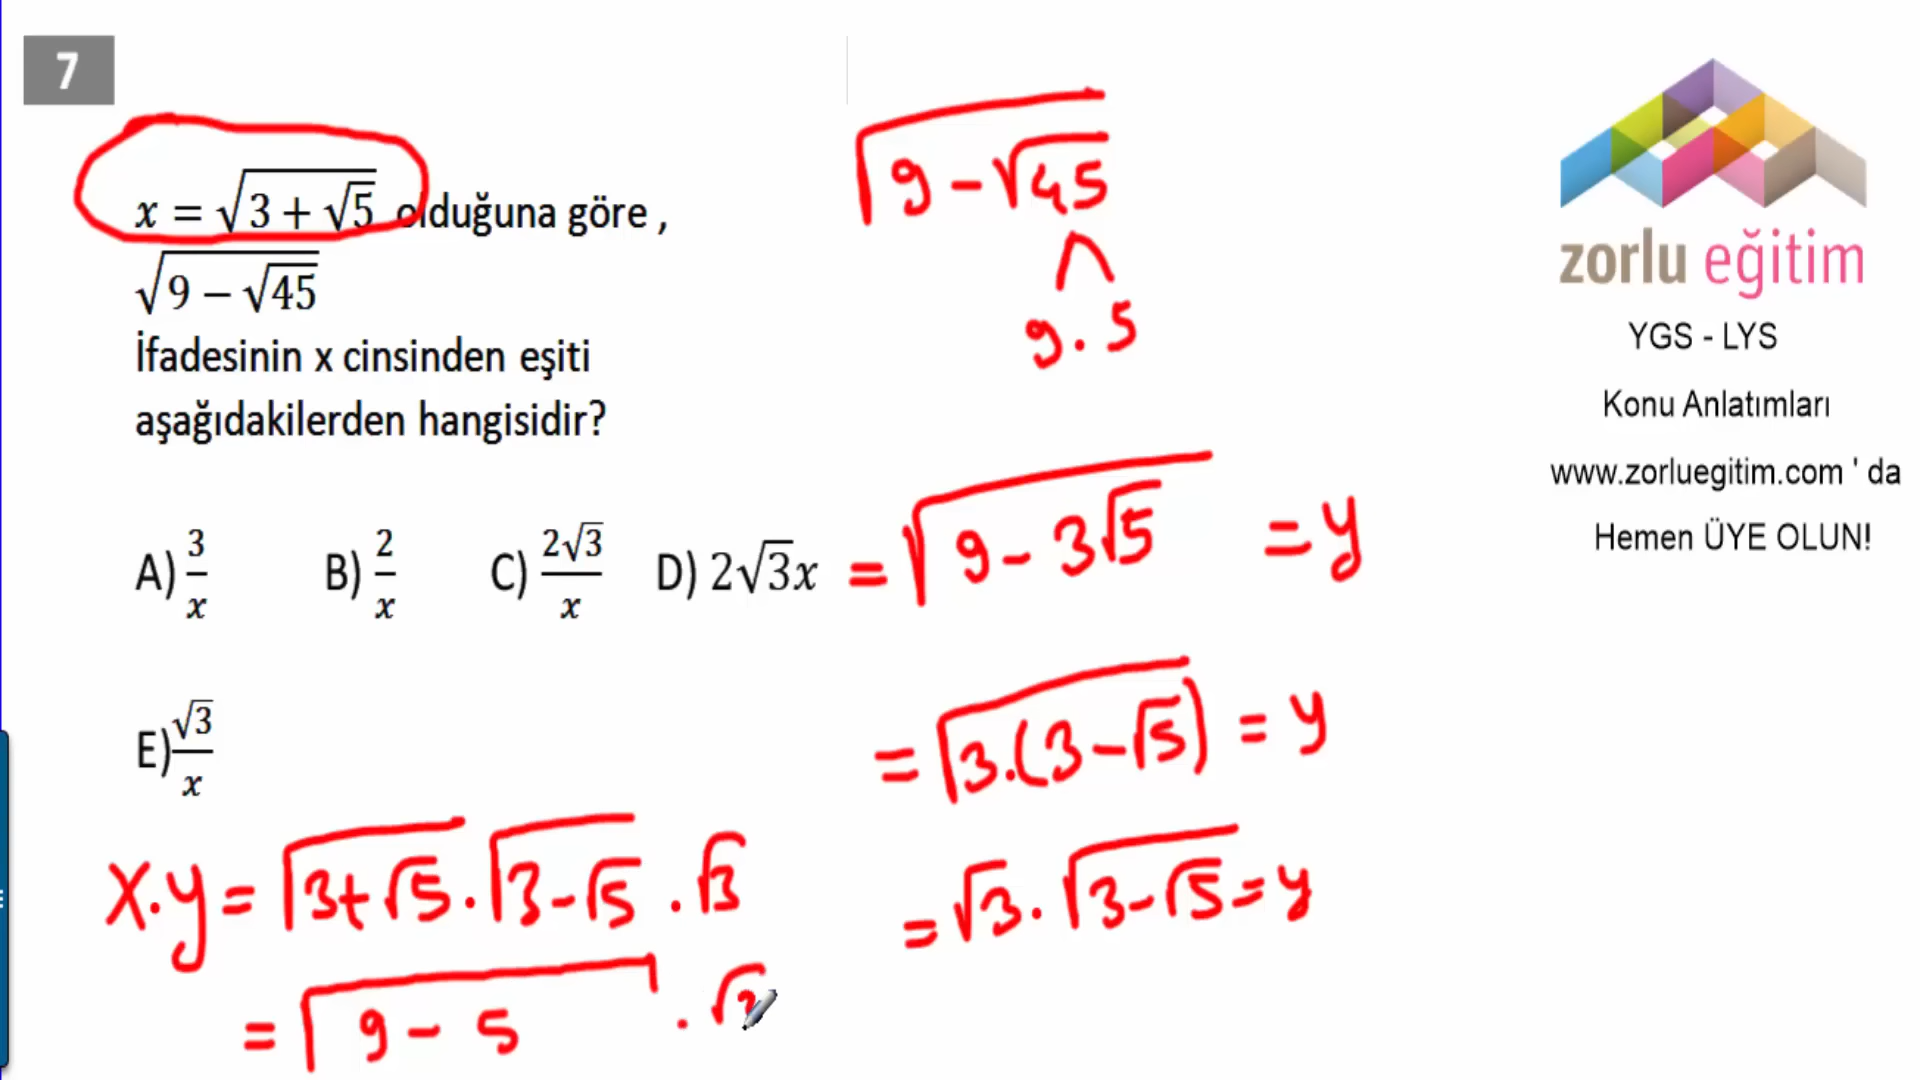 7
x = √(3 + √5) olduğuna göre ,
√(9 − √45)
İfadesinin x cinsinden eşiti
aşağıdakilerden hangisidir?
A) 3/x B) 2/x C) 2√3/x D) 2√3x
E) √3/x
√(9 - √45)
9 . 5
= √(9 - 3√5) = y
= √(3.(3 - √5)) = y
= √3 . √(3 - √5) = y
X.y = √(3 + √5) . √(3 - √5) . √3
= √(9 - 5) . √
zorlu eğitim
YGS - LYS
Konu Anlatımları
www.zorluegitim.com ' da
Hemen ÜYE OLUN!